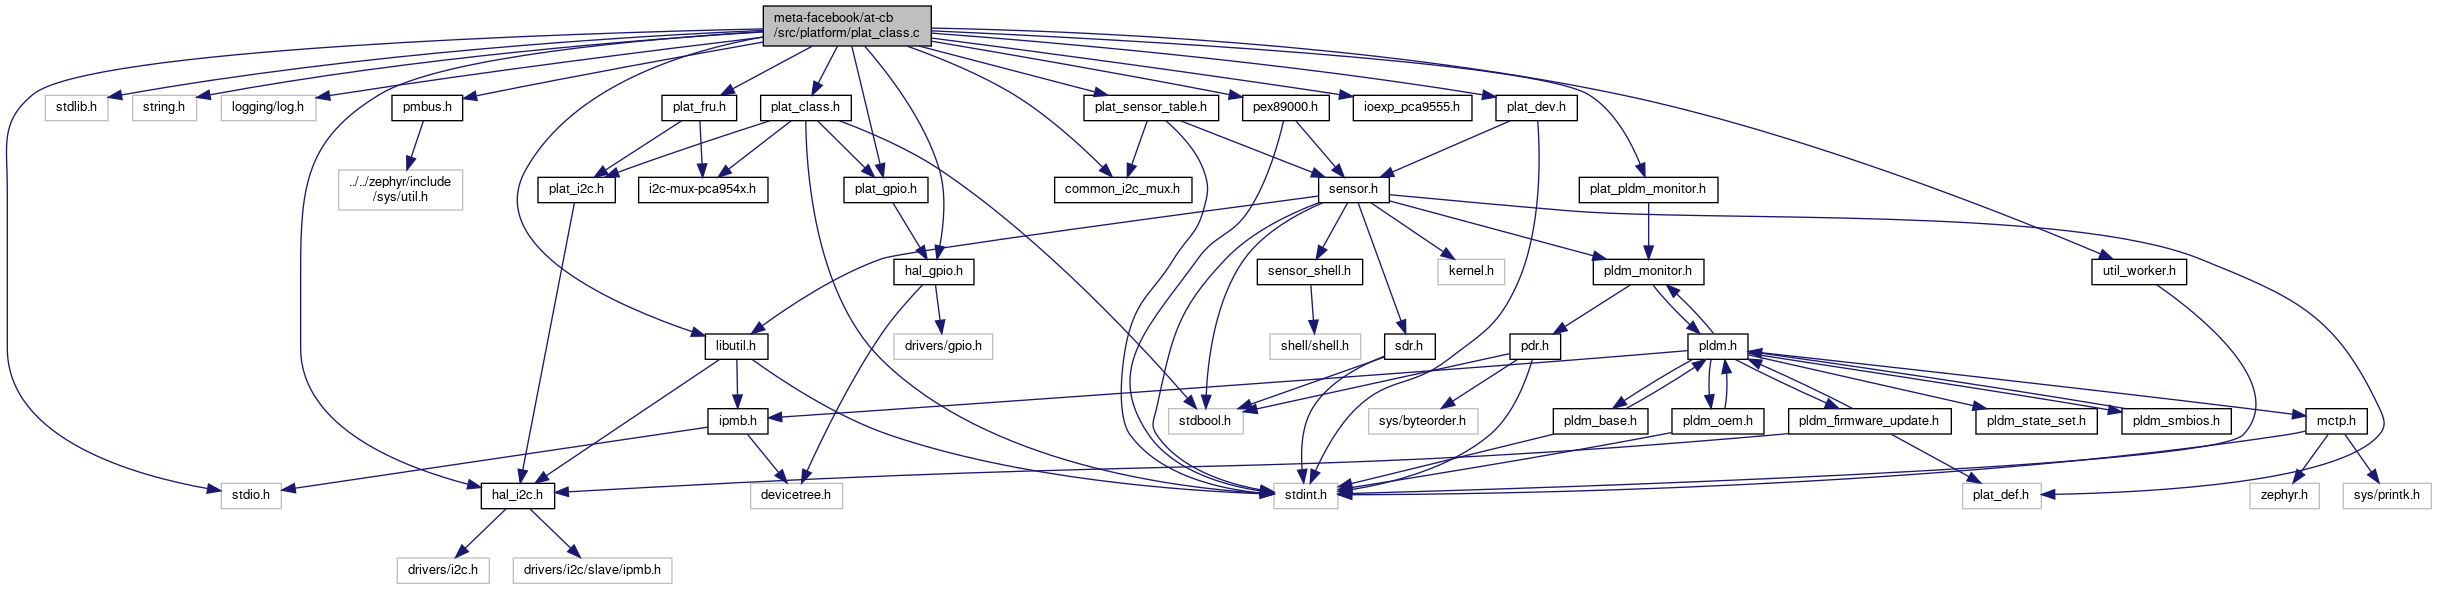 meta-facebook/at-cb
/src/platform/plat_class.c
stdlib.h
string.h
logging/log.h
pmbus.h
plat_fru.h
plat_class.h
plat_sensor_table.h
pex89000.h
ioexp_pca9555.h
plat_dev.h
../../zephyr/include
/sys/util.h
plat_i2c.h
i2c-mux-pca954x.h
plat_gpio.h
common_i2c_mux.h
sensor.h
plat_pldm_monitor.h
hal_gpio.h
sensor_shell.h
kernel.h
pldm_monitor.h
util_worker.h
libutil.h
drivers/gpio.h
shell/shell.h
sdr.h
pdr.h
pldm.h
ipmb.h
stdbool.h
sys/byteorder.h
pldm_base.h
pldm_oem.h
pldm_firmware_update.h
pldm_state_set.h
pldm_smbios.h
mctp.h
stdio.h
hal_i2c.h
devicetree.h
stdint.h
plat_def.h
zephyr.h
sys/printk.h
drivers/i2c.h
drivers/i2c/slave/ipmb.h